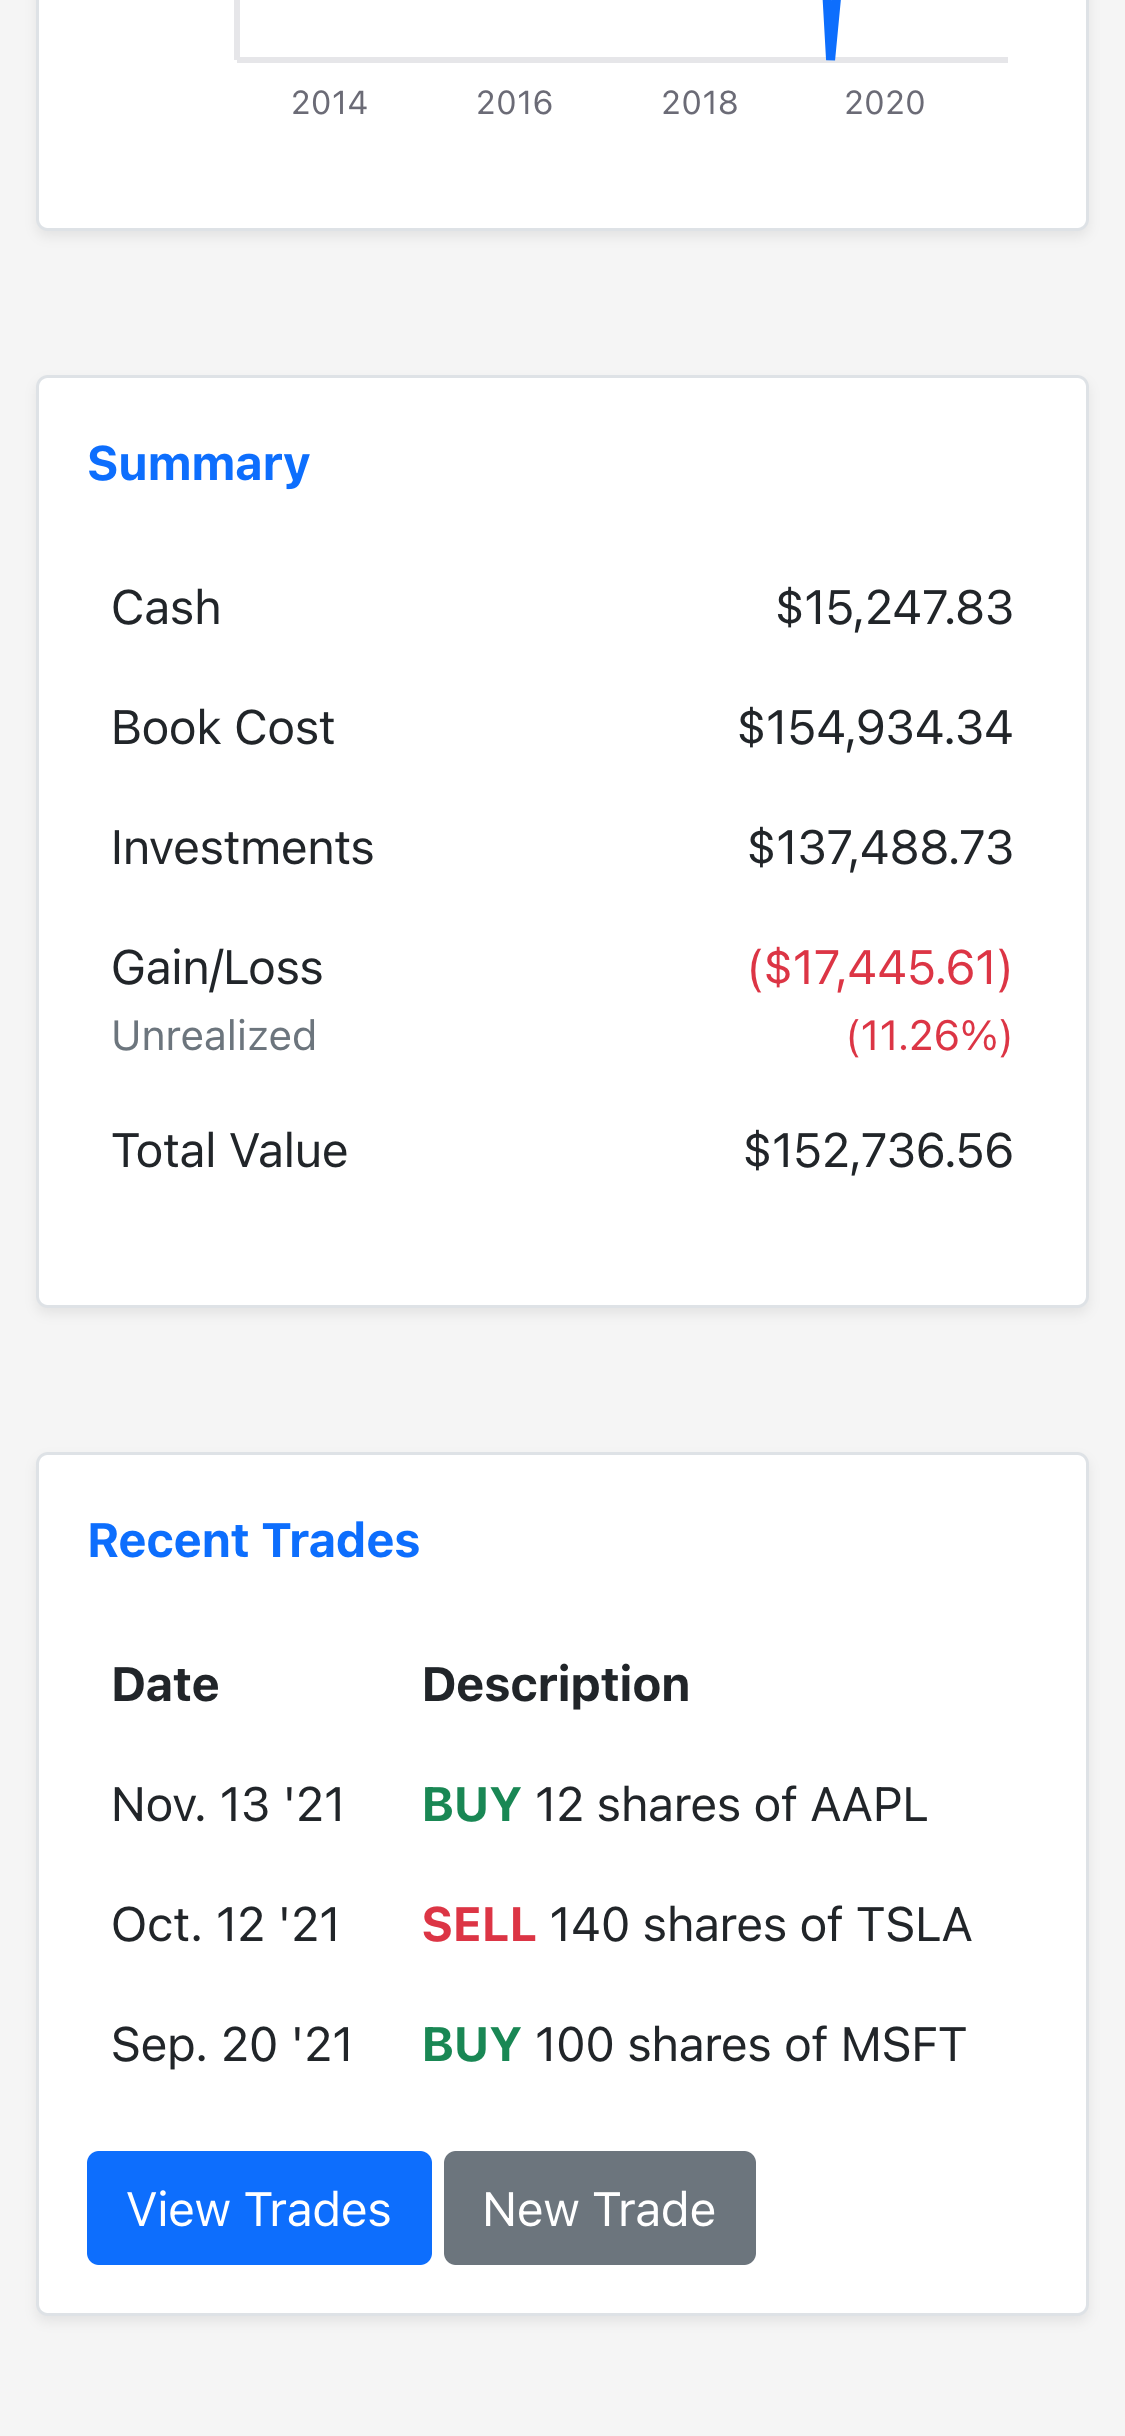 2014 2016 2018 2020
Summary
Cash $15,247.83
Book Cost $154,934.34
Investments $137,488.73
Gain/Loss ($17,445.61)
Unrealized (11.26%)
Total Value $152,736.56
Recent Trades
Date Description
Nov. 13 '21 BUY 12 shares of AAPL
Oct. 12 '21 SELL 140 shares of TSLA
Sep. 20 '21 BUY 100 shares of MSFT
View Trades New Trade